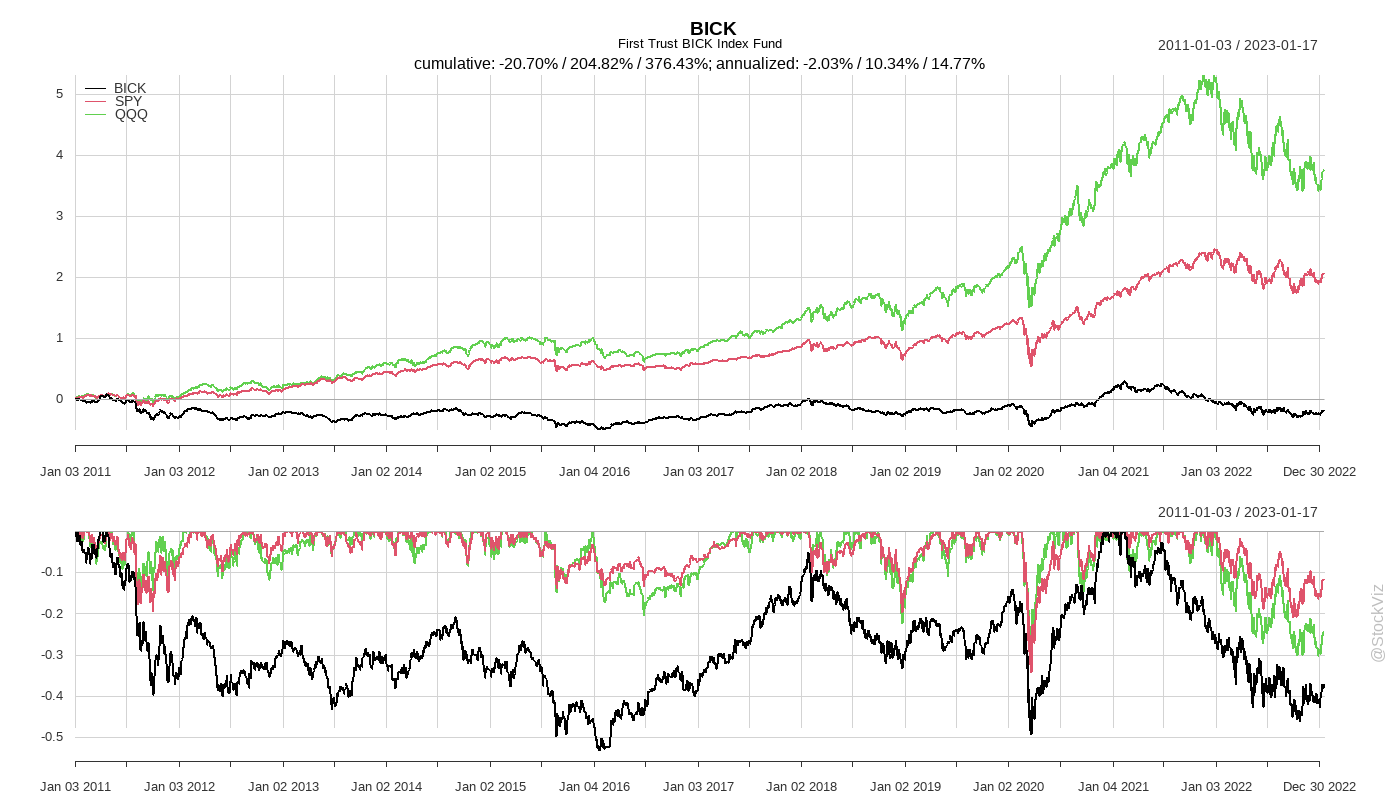 BICK
First Trust BICK Index Fund
2011-01-03 / 2023-01-17
cumulative: -20.70% / 204.82% / 376.43%; annualized: -2.03% / 10.34% / 14.77%
BICK
SPY
QQQ
5
4
3
2
1
0
Jan 03 2011 Jan 03 2012 Jan 02 2013 Jan 02 2014 Jan 02 2015 Jan 04 2016 Jan 03 2017 Jan 02 2018 Jan 02 2019 Jan 02 2020 Jan 04 2021 Jan 03 2022 Dec 30 2022
2011-01-03 / 2023-01-17
-0.1
-0.2
-0.3
-0.4
-0.5
Jan 03 2011 Jan 03 2012 Jan 02 2013 Jan 02 2014 Jan 02 2015 Jan 04 2016 Jan 03 2017 Jan 02 2018 Jan 02 2019 Jan 02 2020 Jan 04 2021 Jan 03 2022 Dec 30 2022
@StockViz